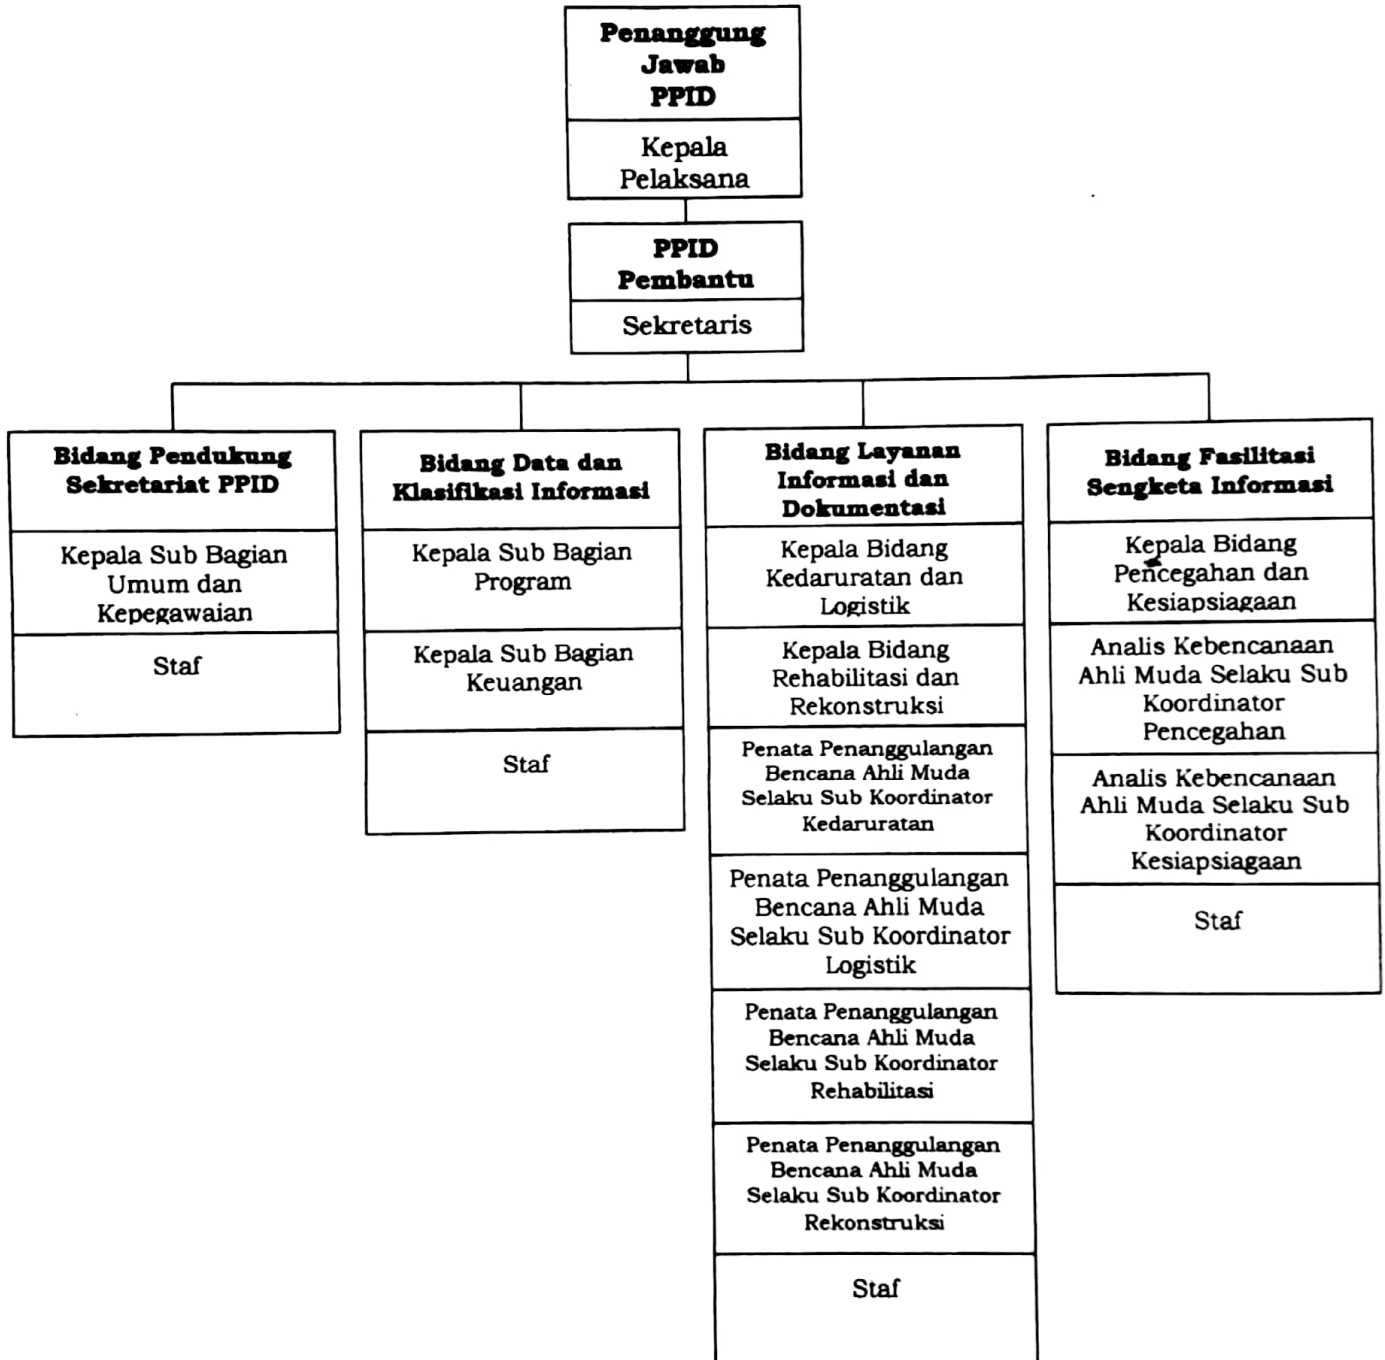 Penanggung
Jawab
PPID
Kepala
Pelaksana
PPID
Pembantu
Sekretaris
Bidang Pendukung
Sekretariat PPID
Kepala Sub Bagian
Umum dan
Kepegawaian
Staf
Bidang Data dan
Klasifikasi Informasi
Kepala Sub Bagian
Program
Kepala Sub Bagian
Keuangan
Staf
Bidang Layanan
Informasi dan
Dokumentasi
Kepala Bidang
Kedaruratan dan
Logistik
Kepala Bidang
Rehabilitasi dan
Rekonstruksi
Penata Penanggulangan
Bencana Ahli Muda
Selaku Sub Koordinator
Kedaruratan
Penata Penanggulangan
Bencana Ahli Muda
Selaku Sub Koordinator
Logistik
Penata Penanggulangan
Bencana Ahli Muda
Selaku Sub Koordinator
Rehabilitasi
Penata Penanggulangan
Bencana Ahli Muda
Selaku Sub Koordinator
Rekonstruksi
Staf
Bidang Fasilitasi
Sengketa Informasi
Kepala Bidang
Pencegahan dan
Kesiapsiagaan
Analis Kebencanaan
Ahli Muda Selaku Sub
Koordinator
Pencegahan
Analis Kebencanaan
Ahli Muda Selaku Sub
Koordinator
Kesiapsiagaan
Staf